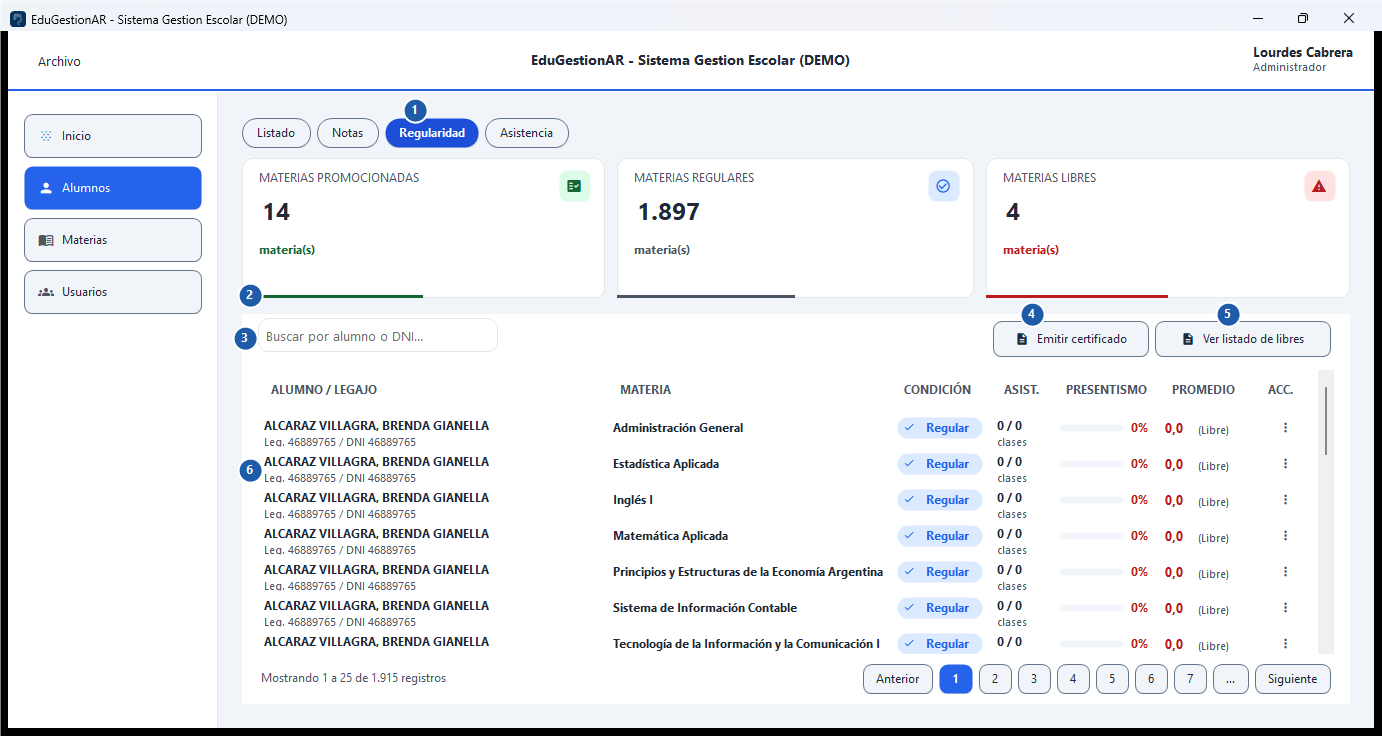 EduGestionAR - Sistema Gestion Escolar (DEMO)
Archivo
EduGestionAR - Sistema Gestion Escolar (DEMO)
Lourdes Cabrera
Administrador
Inicio
Alumnos
Materias
Usuarios
1
Listado Notas Regularidad Asistencia
MATERIAS PROMOCIONADAS
14
materia(s)
MATERIAS REGULARES
1.897
materia(s)
MATERIAS LIBRES
4
materia(s)
2
3
Buscar por alumno o DNI...
4
Emitir certificado
5
Ver listado de libres
ALUMNO / LEGAJO MATERIA CONDICIÓN ASIST. PRESENTISMO PROMEDIO ACC.
ALCARAZ VILLAGRA, BRENDA GIANELLA Administración General Regular 0 / 0 0% 0,0 (Libre)
Leg. 46889765 / DNI 46889765 clases
ALCARAZ VILLAGRA, BRENDA GIANELLA Estadística Aplicada Regular 0 / 0 0% 0,0 (Libre)
6
Leg. 46889765 / DNI 46889765 clases
ALCARAZ VILLAGRA, BRENDA GIANELLA Inglés I Regular 0 / 0 0% 0,0 (Libre)
Leg. 46889765 / DNI 46889765 clases
ALCARAZ VILLAGRA, BRENDA GIANELLA Matemática Aplicada Regular 0 / 0 0% 0,0 (Libre)
Leg. 46889765 / DNI 46889765 clases
ALCARAZ VILLAGRA, BRENDA GIANELLA Principios y Estructuras de la Economía Argentina Regular 0 / 0 0% 0,0 (Libre)
Leg. 46889765 / DNI 46889765 clases
ALCARAZ VILLAGRA, BRENDA GIANELLA Sistema de Información Contable Regular 0 / 0 0% 0,0 (Libre)
Leg. 46889765 / DNI 46889765 clases
ALCARAZ VILLAGRA, BRENDA GIANELLA Tecnología de la Información y la Comunicación I Regular 0 / 0 0% 0,0 (Libre)
Mostrando 1 a 25 de 1.915 registros
Anterior 1 2 3 4 5 6 7 ... Siguiente